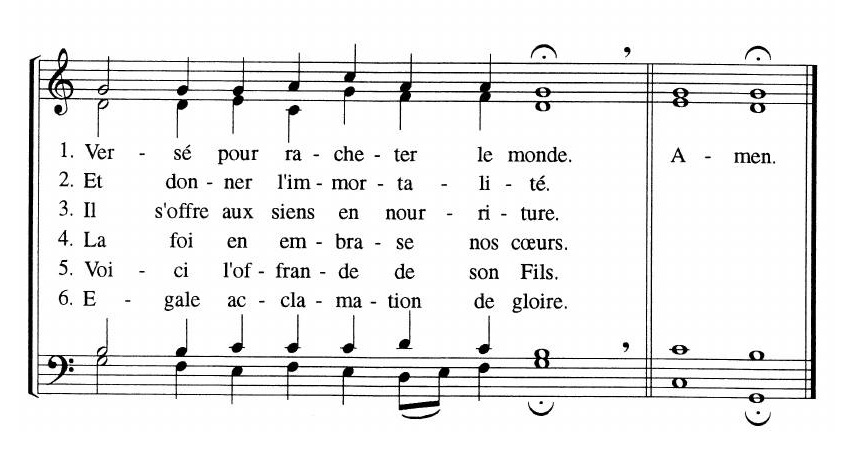 1. Ver - sé pour ra - che - ter le monde. A - men.
2. Et don - ner l'im - mor - ta - li - té.
3. Il s'offre aux siens en nour - ri - ture.
4. La foi en em - bra - se nos cœurs.
5. Voi - ci l'of - fran - de de son Fils.
6. E - gale ac - cla - ma - tion de gloire.